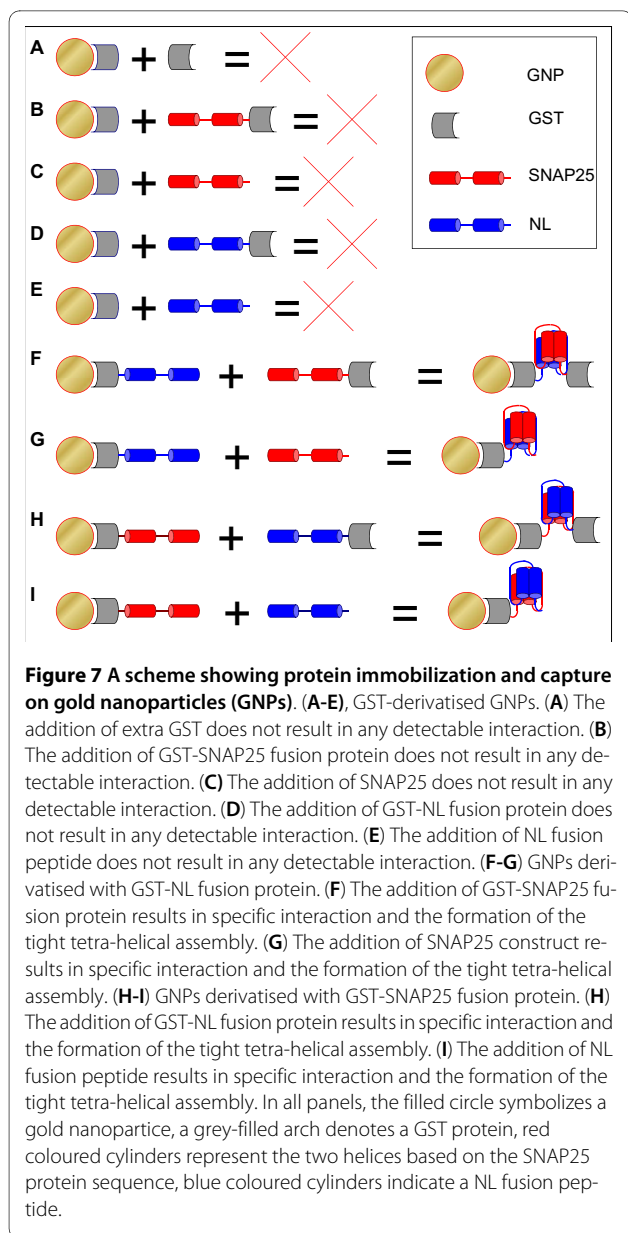 A
B
C
D
E
F
G
H
I
+ =
+ =
+ =
+ =
+ =
+ =
+ =
+ =
+ =
GNP
GST
SNAP25
NL
Figure 7 A scheme showing protein immobilization and capture
on gold nanoparticles (GNPs). (A-E), GST-derivatised GNPs. (A) The
addition of extra GST does not result in any detectable interaction. (B)
The addition of GST-SNAP25 fusion protein does not result in any de-
tectable interaction. (C) The addition of SNAP25 does not result in any
detectable interaction. (D) The addition of GST-NL fusion protein does
not result in any detectable interaction. (E) The addition of NL fusion
peptide does not result in any detectable interaction. (F-G) GNPs deri-
vatised with GST-NL fusion protein. (F) The addition of GST-SNAP25 fu-
sion protein results in specific interaction and the formation of the
tight tetra-helical assembly. (G) The addition of SNAP25 construct re-
sults in specific interaction and the formation of the tight tetra-helical
assembly. (H-I) GNPs derivatised with GST-SNAP25 fusion protein. (H)
The addition of GST-NL fusion protein results in specific interaction and
the formation of the tight tetra-helical assembly. (I) The addition of NL
fusion peptide results in specific interaction and the formation of the
tight tetra-helical assembly. In all panels, the filled circle symbolizes a
gold nanopartice, a grey-filled arch denotes a GST protein, red
coloured cylinders represent the two helices based on the SNAP25
protein sequence, blue coloured cylinders indicate a NL fusion pep-
tide.